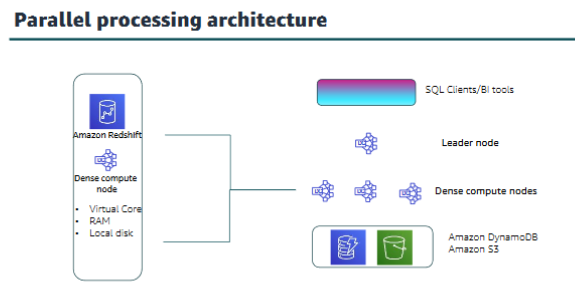 Parallel processing architecture
Amazon Redshift
Dense compute
node
• Virtual Core
• RAM
• Local disk
SQL Clients/BI tools
Leader node
Dense compute nodes
Amazon DynamoDB
Amazon S3